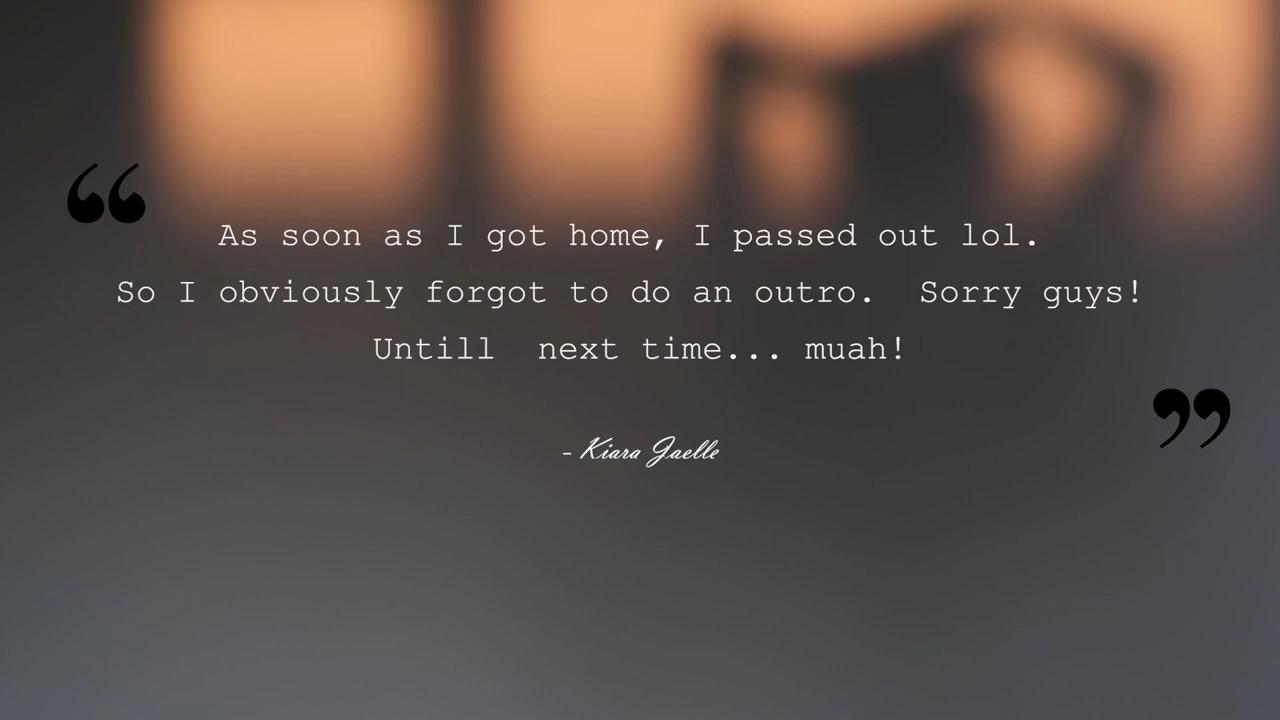 “
As soon as I got home, I passed out lol.
So I obviously forgot to do an outro.  Sorry guys!
Untill  next time... muah!
”
- Kiara Jaelle